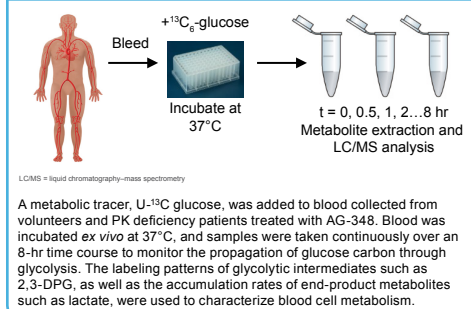 Bleed
+¹³C₆-glucose
Incubate at
37°C
t = 0, 0.5, 1, 2...8 hr
Metabolite extraction and
LC/MS analysis
LC/MS = liquid chromatography–mass spectrometry
A metabolic tracer, U-¹³C glucose, was added to blood collected from
volunteers and PK deficiency patients treated with AG-348. Blood was
incubated ex vivo at 37°C, and samples were taken continuously over an
8-hr time course to monitor the propagation of glucose carbon through
glycolysis. The labeling patterns of glycolytic intermediates such as
2,3-DPG, as well as the accumulation rates of end-product metabolites
such as lactate, were used to characterize blood cell metabolism.